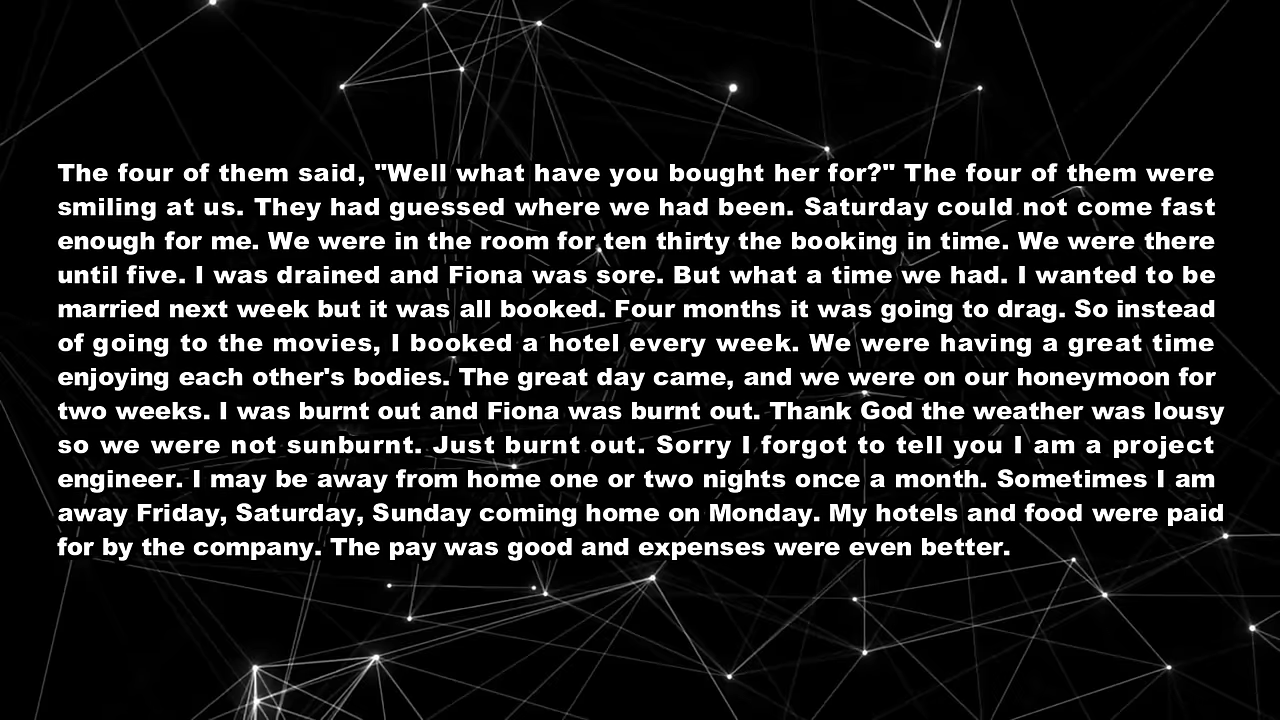 The four of them said, "Well what have you bought her for?" The four of them were
smiling at us. They had guessed where we had been. Saturday could not come fast
enough for me. We were in the room for ten thirty the booking in time. We were there
until five. I was drained and Fiona was sore. But what a time we had. I wanted to be
married next week but it was all booked. Four months it was going to drag. So instead
of going to the movies, I booked a hotel every week. We were having a great time
enjoying each other's bodies. The great day came, and we were on our honeymoon for
two weeks. I was burnt out and Fiona was burnt out. Thank God the weather was lousy
so we were not sunburnt. Just burnt out. Sorry I forgot to tell you I am a project
engineer. I may be away from home one or two nights once a month. Sometimes I am
away Friday, Saturday, Sunday coming home on Monday. My hotels and food were paid
for by the company. The pay was good and expenses were even better.